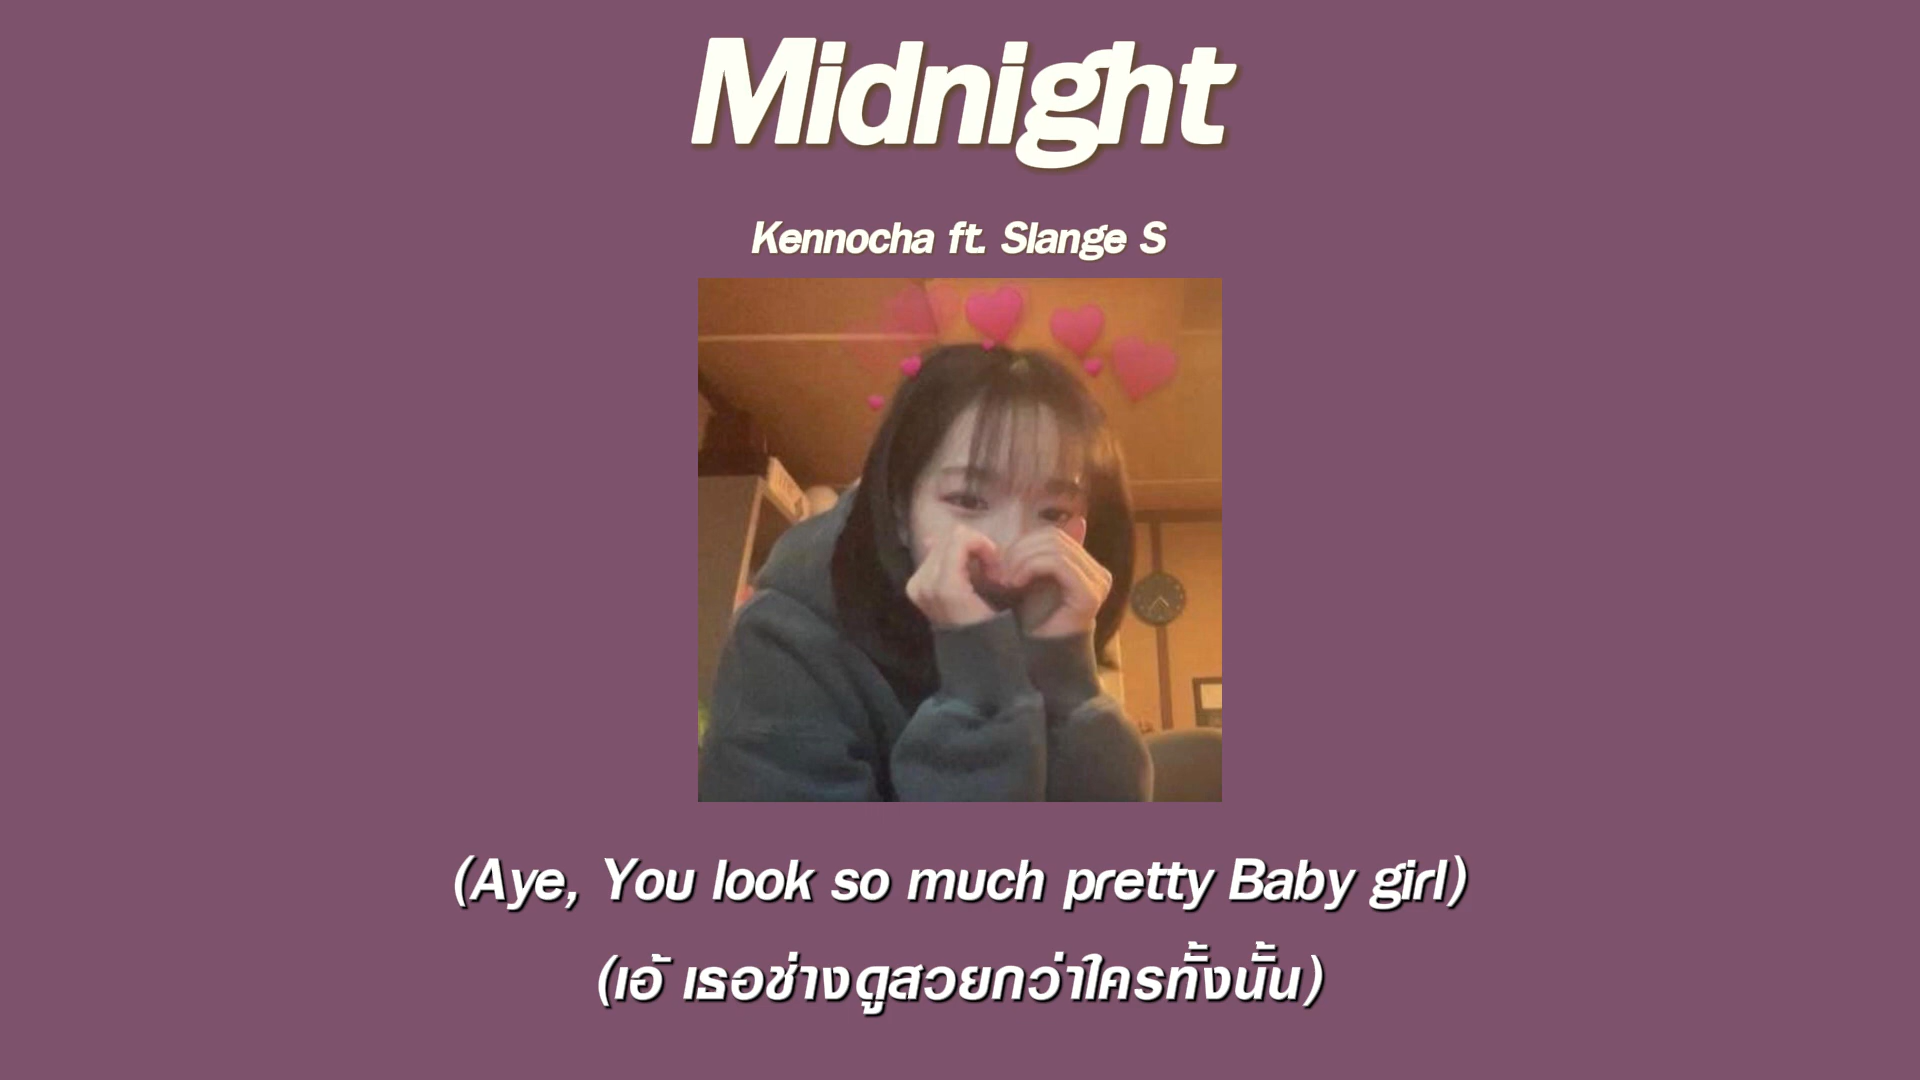 Midnight
Kennocha ft. Slange S
(Aye, You look so much pretty Baby girl)
(เอ้ เธอช่างดูสวยกว่าใครทั้งนั้น)